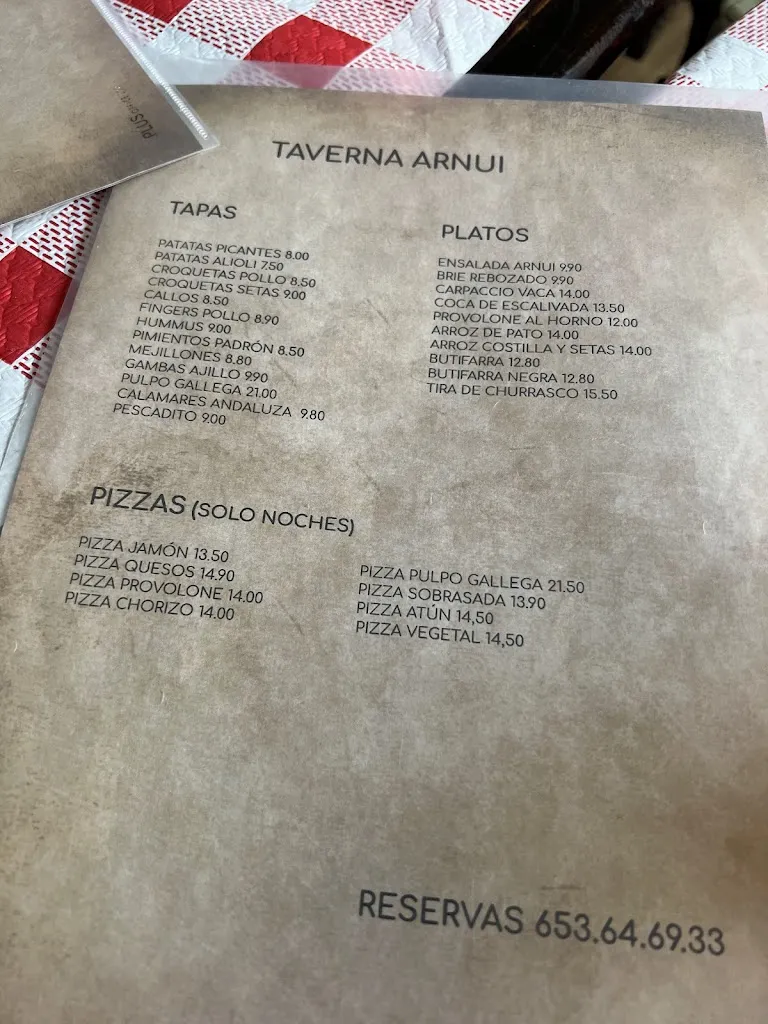 PLUS
TAVERNA ARNUI
TAPAS
PATATAS PICANTES 8.00
PATATAS ALIOLI 7.50
CROQUETAS POLLO 8,50
CROQUETAS SETAS 9.00
CALLOS 8.50
FINGERS POLLO 8,90
HUMMUS 9.00
PIMIENTOS PADRÓN 8.50
MEJILLONES 8.80
GAMBAS AJILLO 9.90
PULPO GALLEGA 21.00
CALAMARES ANDALUZA 9.80
PESCADITO 9.00
PLATOS
ENSALADA ARNUI 9.90
BRIE REBOZADO 9.90
CARPACCIO VACA 14.00
COCA DE ESCALIVADA 13.50
PROVOLONE AL HORNO 12.00
ARROZ DE PATO 14.00
ARROZ COSTILLA Y SETAS 14.00
BUTIFARRA 12.80
BUTIFARRA NEGRA 12.80
TIRA DE CHURRASCO 15.50
PIZZAS (SOLO NOCHES)
PIZZA JAMÓN 13.50
PIZZA QUESOS 14.90
PIZZA PROVOLONE 14.00
PIZZA CHORIZO 14.00
PIZZA PULPO GALLEGA 21.50
PIZZA SOBRASADA 13.90
PIZZA ATÚN 14,50
PIZZA VEGETAL 14,50
RESERVAS 653.64.69.33